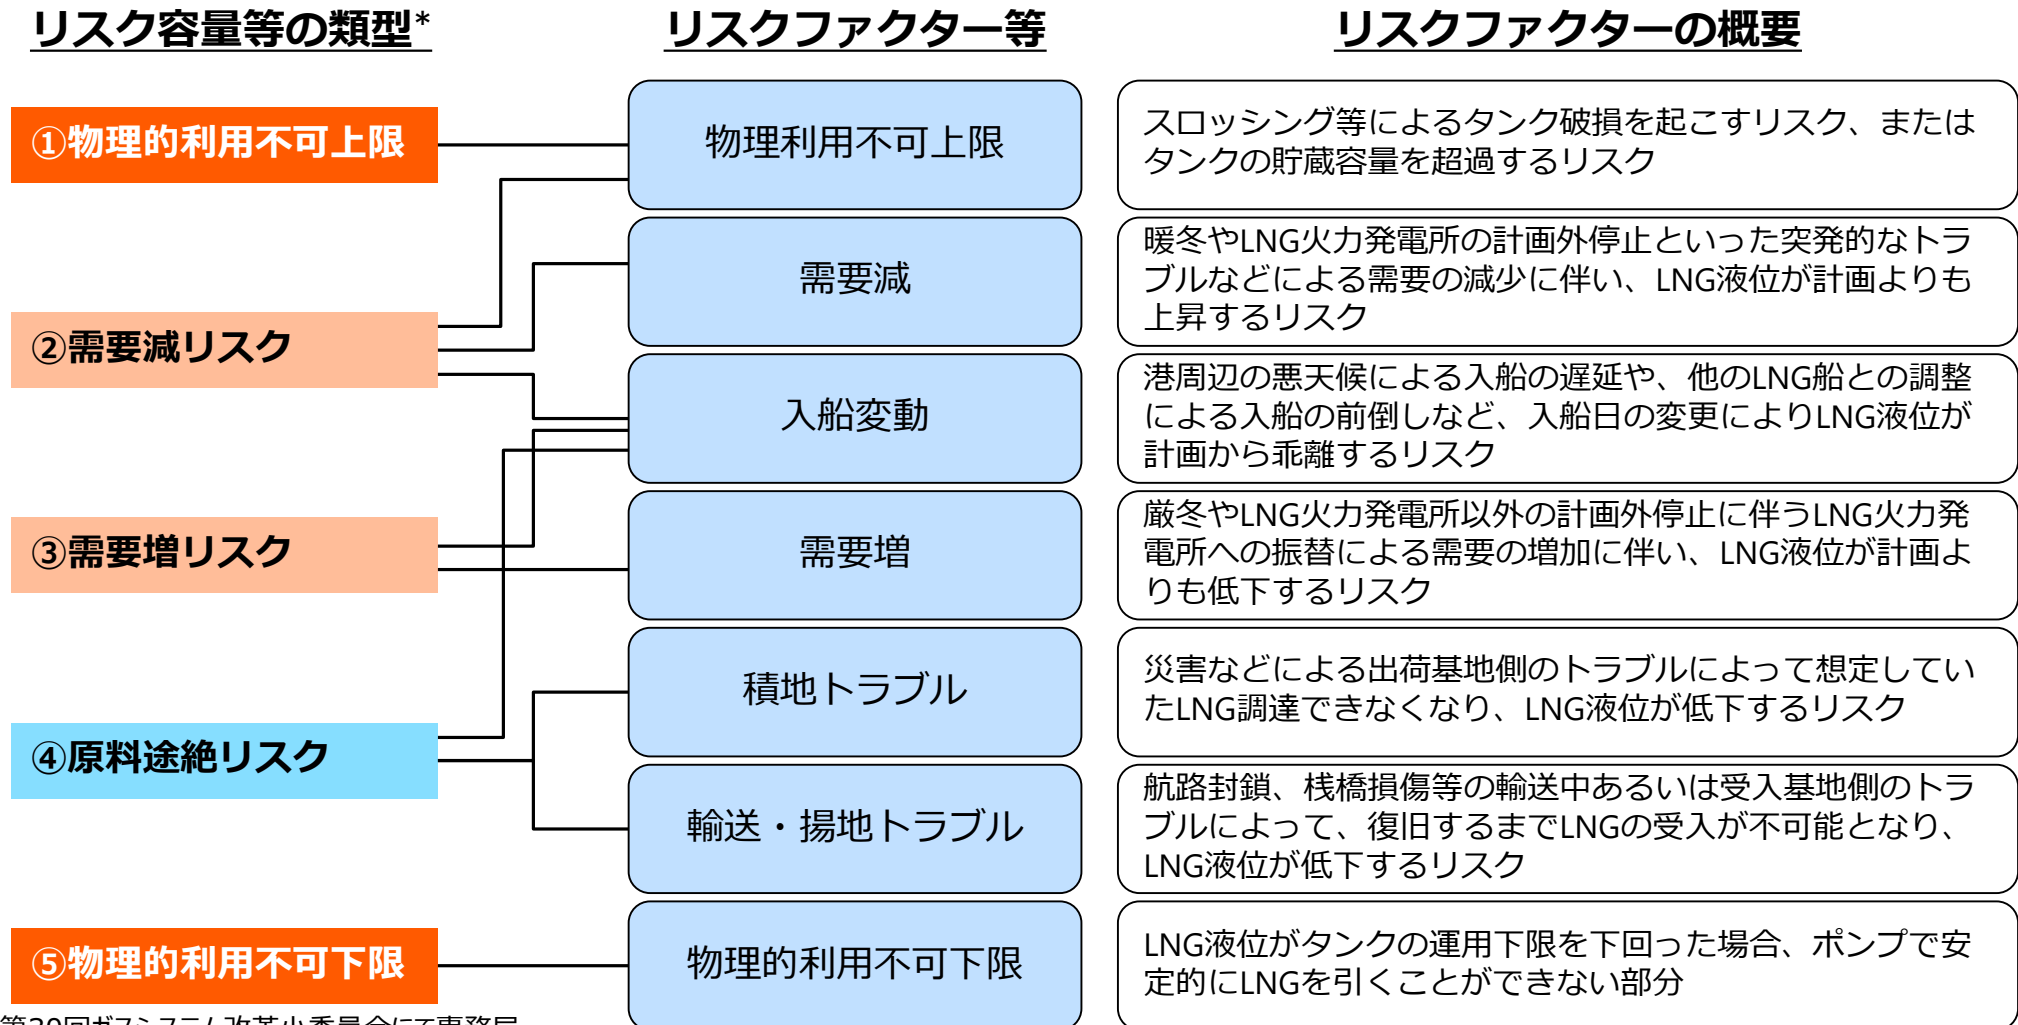 リスク容量等の類型*
リスクファクター等
リスクファクターの概要
①物理的利用不可上限
物理利用不可上限
スロッシング等によるタンク破損を起こすリスク、または
タンクの貯蔵容量を超過するリスク
②需要減リスク
需要減
暖冬やLNG火力発電所の計画外停止といった突発的なトラ
ブルなどによる需要の減少に伴い、LNG液位が計画よりも
上昇するリスク
入船変動
港周辺の悪天候による入船の遅延や、他のLNG船との調整
による入船の前倒しなど、入船日の変更によりLNG液位が
計画から乖離するリスク
③需要増リスク
需要増
厳冬やLNG火力発電所以外の計画外停止に伴うLNG火力発
電所への振替による需要の増加に伴い、LNG液位が計画よ
りも低下するリスク
④原料途絶リスク
積地トラブル
災害などによる出荷基地側のトラブルによって想定してい
たLNG調達できなくなり、LNG液位が低下するリスク
輸送・揚地トラブル
航路封鎖、桟橋損傷等の輸送中あるいは受入基地側のトラ
ブルによって、復旧するまでLNGの受入が不可能となり、
LNG液位が低下するリスク
⑤物理的利用不可下限
物理的利用不可下限
LNG液位がタンクの運用下限を下回った場合、ポンプで安
定的にLNGを引くことができない部分